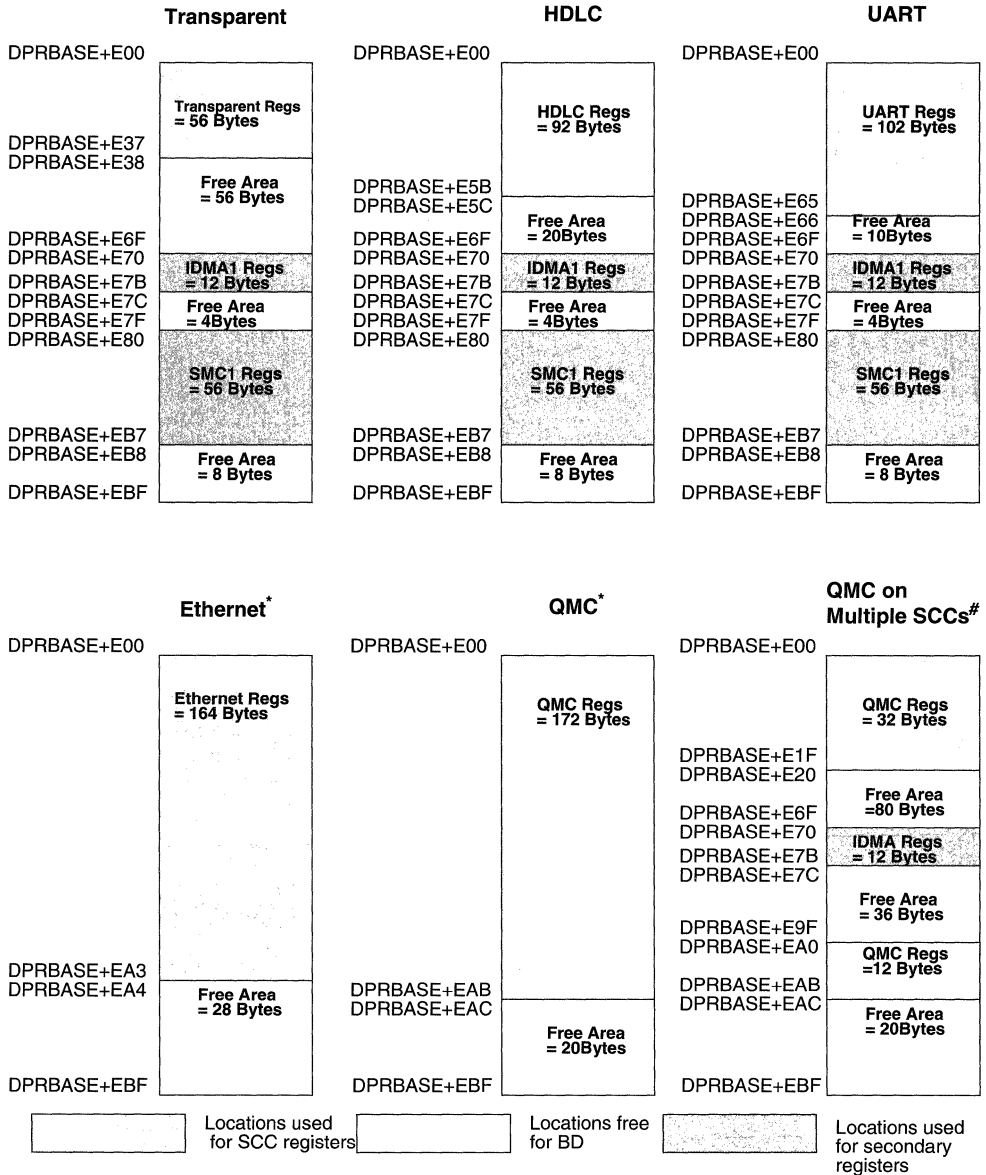 Transparent
DPRBASE+E00
Transparent Regs
= 56 Bytes
DPRBASE+E37
DPRBASE+E38
Free Area
= 56 Bytes
DPRBASE+E6F
DPRBASE+E70
IDMA1 Regs
= 12 Bytes
DPRBASE+E7B
DPRBASE+E7C
Free Area
= 4Bytes
DPRBASE+E7F
DPRBASE+E80
SMC1 Regs
= 56 Bytes
DPRBASE+EB7
DPRBASE+EB8
Free Area
= 8 Bytes
DPRBASE+EBF
HDLC
DPRBASE+E00
HDLC Regs
= 92 Bytes
DPRBASE+E5B
DPRBASE+E5C
Free Area
= 20Bytes
DPRBASE+E6F
DPRBASE+E70
IDMA1 Regs
= 12 Bytes
DPRBASE+E7B
DPRBASE+E7C
Free Area
= 4Bytes
DPRBASE+E7F
DPRBASE+E80
SMC1 Regs
= 56 Bytes
DPRBASE+EB7
DPRBASE+EB8
Free Area
= 8 Bytes
DPRBASE+EBF
UART
DPRBASE+E00
UART Regs
= 102 Bytes
DPRBASE+E65
DPRBASE+E66
Free Area
= 10Bytes
DPRBASE+E6F
DPRBASE+E70
IDMA1 Regs
= 12 Bytes
DPRBASE+E7B
DPRBASE+E7C
Free Area
= 4Bytes
DPRBASE+E7F
DPRBASE+E80
SMC1 Regs
= 56 Bytes
DPRBASE+EB7
DPRBASE+EB8
Free Area
= 8 Bytes
DPRBASE+EBF
Ethernet*
DPRBASE+E00
Ethernet Regs
= 164 Bytes
DPRBASE+EA3
DPRBASE+EA4
Free Area
= 28 Bytes
DPRBASE+EBF
QMC*
DPRBASE+E00
QMC Regs
= 172 Bytes
DPRBASE+EAB
DPRBASE+EAC
Free Area
= 20Bytes
DPRBASE+EBF
QMC on
Multiple SCCs#
DPRBASE+E00
QMC Regs
= 32 Bytes
DPRBASE+E1F
DPRBASE+E20
Free Area
=80 Bytes
DPRBASE+E6F
DPRBASE+E70
IDMA Regs
= 12 Bytes
DPRBASE+E7B
DPRBASE+E7C
Free Area
= 36 Bytes
DPRBASE+E9F
DPRBASE+EA0
QMC Regs
=12 Bytes
DPRBASE+EAB
DPRBASE+EAC
Free Area
= 20Bytes
DPRBASE+EBF
Locations used
for SCC registers
Locations free
for BD
Locations used
for secondary
registers